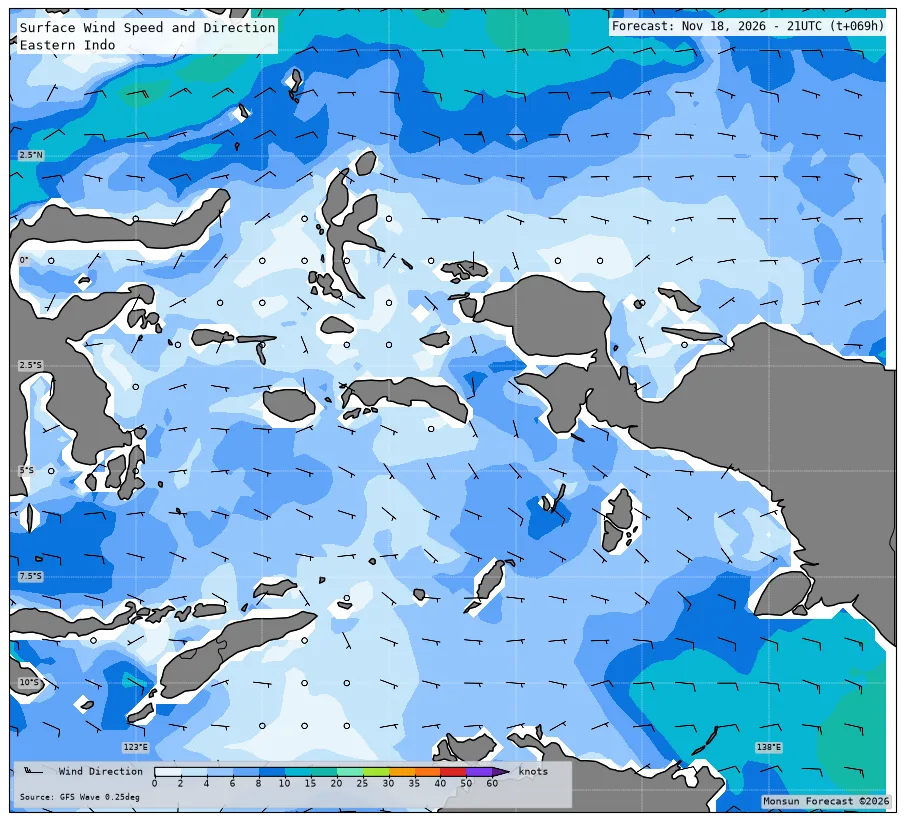 Surface Wind Speed and Direction
Eastern Indo
Forecast: Nov 18, 2026 - 21UTC (t+069h)
2.5°N
0°
2.5°S
5°S
7.5°S
10°S
123°E
138°E
Wind Direction
knots
0 2 4 6 8 10 15 20 25 30 40 50 60
Source: GFS Wave 0.25deg
Monsun Forecast ©2026